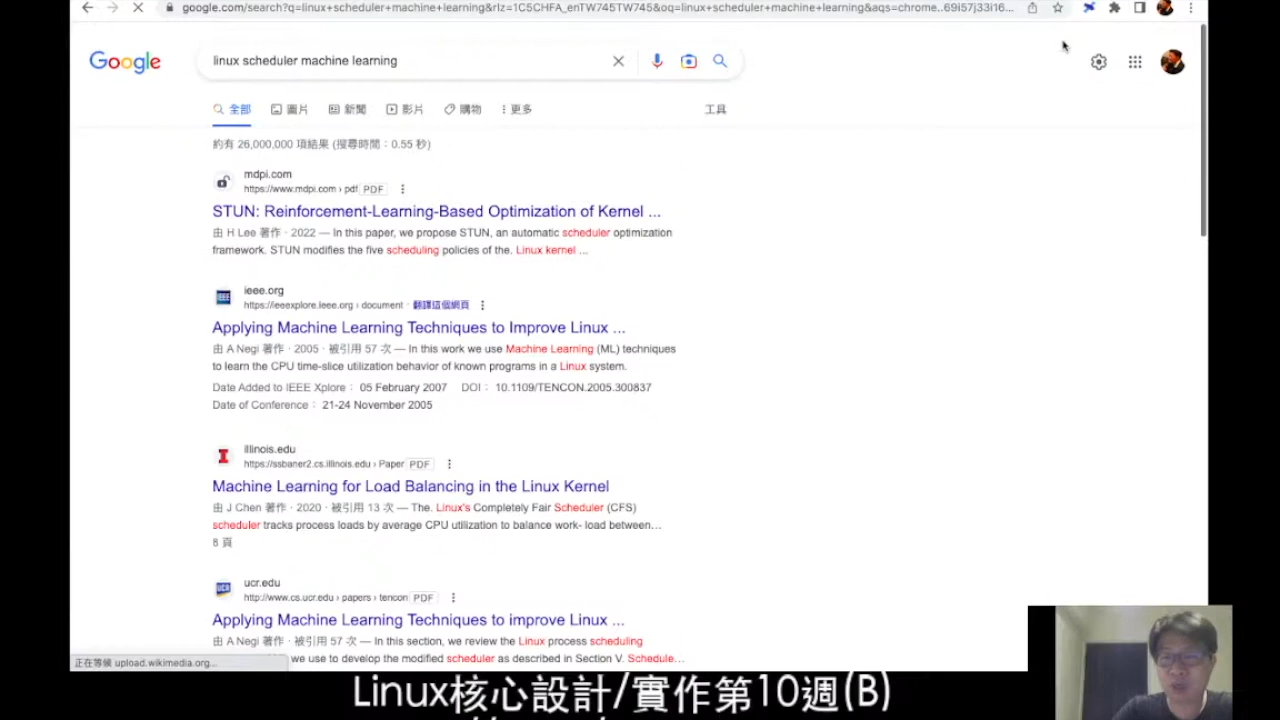 google.com/search?q=linux+scheduler+machine+learning&rlz=1C5CHFA_enTW745TW745&oq=linux+scheduler+machine+learning&aqs=chrome..69i57j33i16...
Google
linux scheduler machine learning
全部 圖片 新聞 影片 購物 更多 工具
約有 26,000,000 項結果 (搜尋時間：0.55 秒)
mdpi.com
https://www.mdpi.com › pdf PDF
STUN: Reinforcement-Learning-Based Optimization of Kernel ...
由 H Lee 著作 · 2022 — In this paper, we propose STUN, an automatic scheduler optimization
framework. STUN modifies the five scheduling policies of the. Linux kernel ...
ieee.org
IEEE
https://ieeexplore.ieee.org › document · 翻譯這個網頁
Applying Machine Learning Techniques to Improve Linux ...
由 A Negi 著作 · 2005 · 被引用 57 次 — In this work we use Machine Learning (ML) techniques
to learn the CPU time-slice utilization behavior of known programs in a Linux system.
Date Added to IEEE Xplore： 05 February 2007 DOI： 10.1109/TENCON.2005.300837
Date of Conference： 21-24 November 2005
illinois.edu
https://ssbaner2.cs.illinois.edu › Paper PDF
Machine Learning for Load Balancing in the Linux Kernel
由 J Chen 著作 · 2020 · 被引用 13 次 — The. Linux's Completely Fair Scheduler (CFS)
scheduler tracks process loads by average CPU utilization to balance work- load between…
8 頁
ucr.edu
UCR
http://www.cs.ucr.edu › papers › tencon PDF
Applying Machine Learning Techniques to improve Linux ...
由 A Negi 著作 · 被引用 57 次 — In this section, we review the Linux process scheduling
we use to develop the modified scheduler as described in Section V. Schedule…
正在等候 upload.wikimedia.org...
Linux核心設計/實作第10週(B)